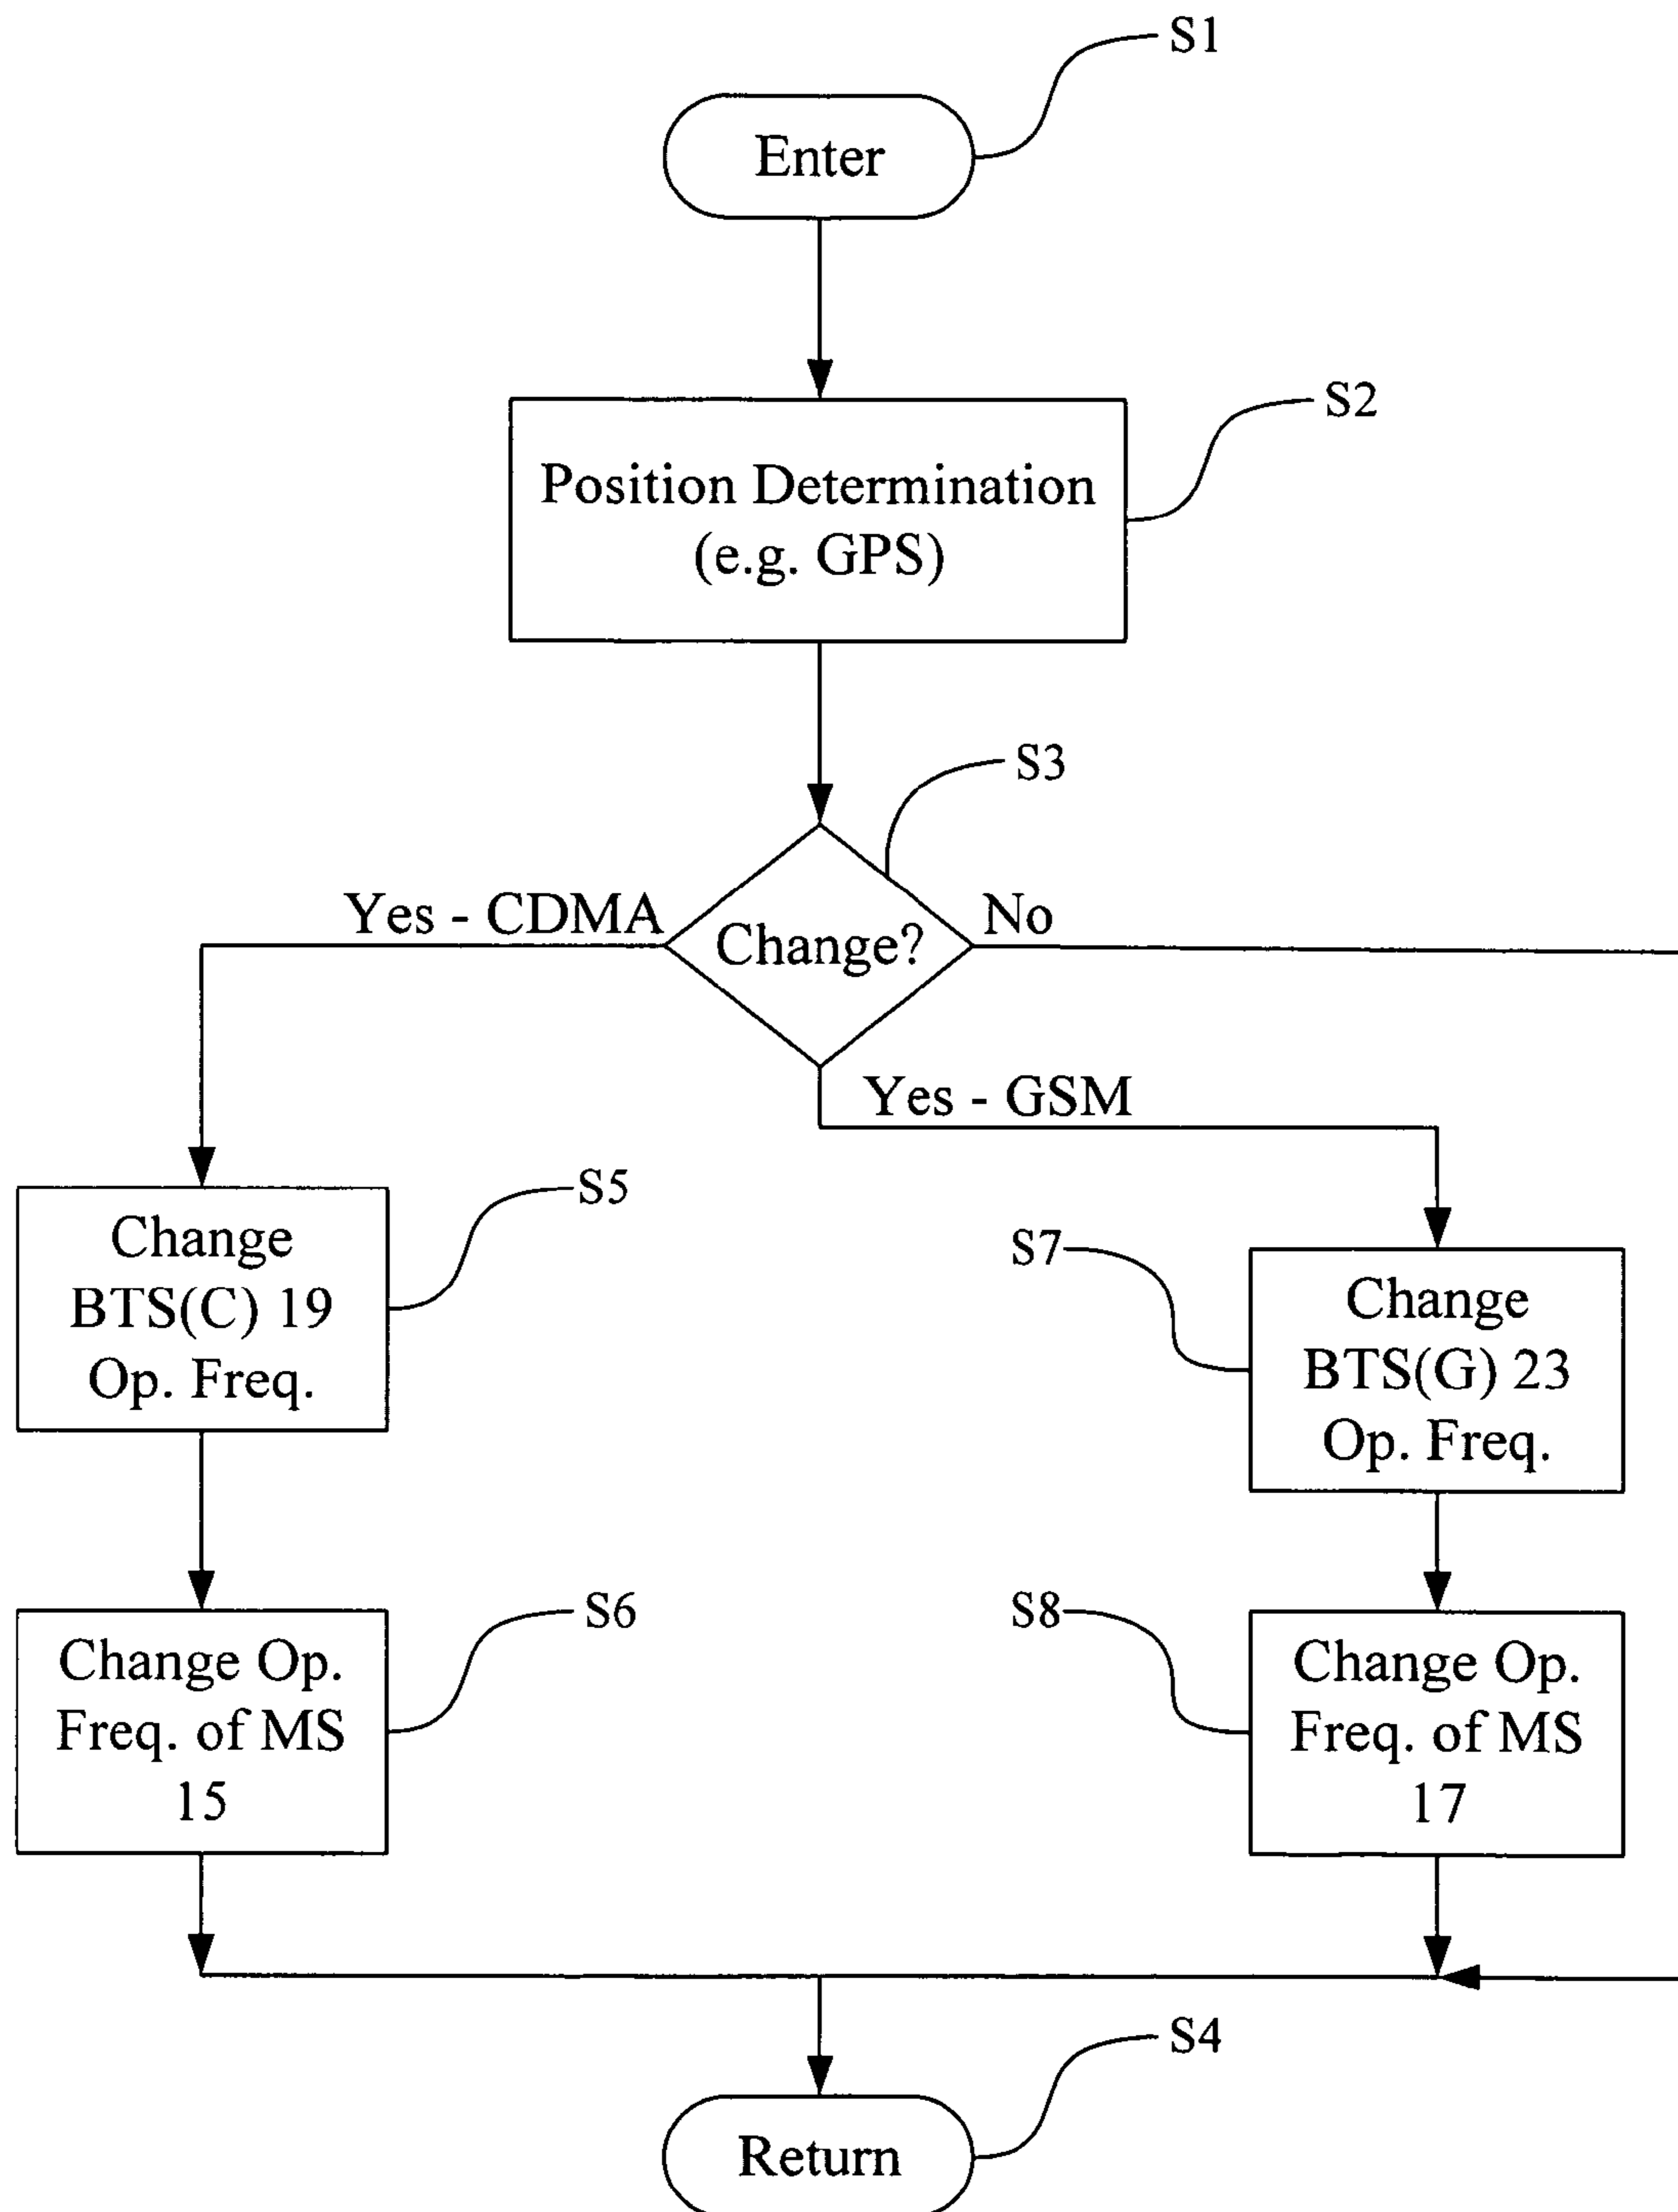 S1
Enter
S2
Position Determination
(e.g. GPS)
S3
Yes - CDMA
Change?
No
Yes - GSM
S5
Change
BTS(C) 19
Op. Freq.
S7
Change
BTS(G) 23
Op. Freq.
S6
Change Op.
Freq. of MS
15
S8
Change Op.
Freq. of MS
17
S4
Return